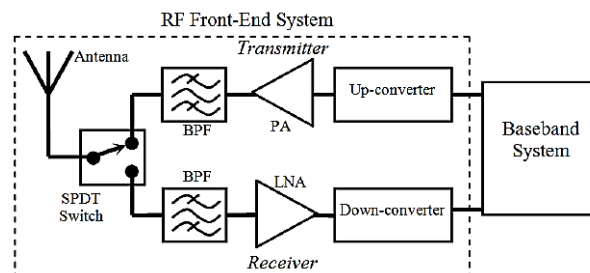 RF Front-End System
Transmitter
Antenna
BPF
PA
Up-converter
Baseband
System
SPDT
Switch
BPF
LNA
Down-converter
Receiver